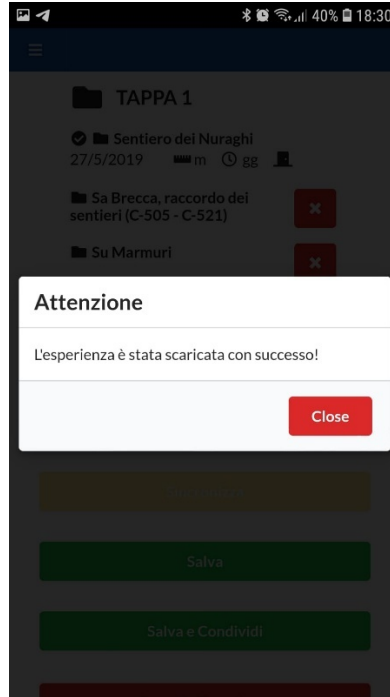 40% 18:30
TAPPA 1
Sentiero dei Nuraghi
27/5/2019 m gg
Sa Brecca, raccordo dei
sentieri (C-505 - C-521)
Su Marmuri
Attenzione
L'esperienza è stata scaricata con successo!
Close
Salva
Salva e Condividi